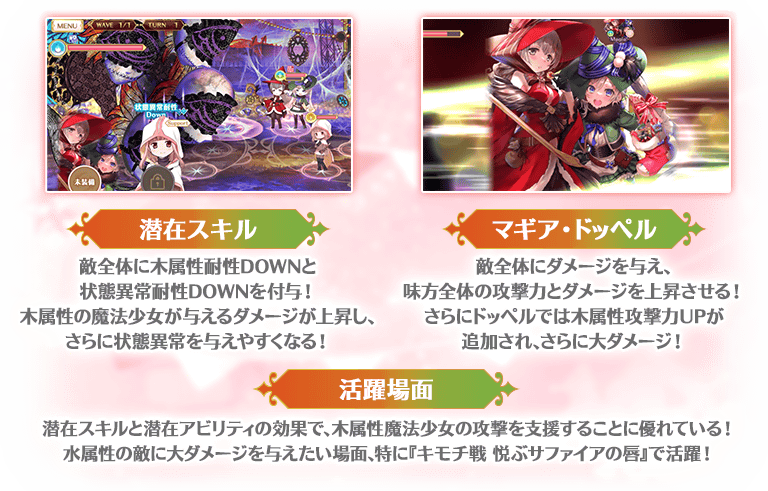 MENU
WAVE 1/1
TURN 1
状態異常耐性
Down
Support
未装備
Magia
潜在スキル
敵全体に木属性耐性DOWNと
状態異常耐性DOWNを付与！
木属性の魔法少女が与えるダメージが上昇し、
さらに状態異常を与えやすくなる！
マギア・ドッペル
敵全体にダメージを与え、
味方全体の攻撃力とダメージを上昇させる！
さらにドッペルでは木属性攻撃力UPが
追加され、さらに大ダメージ！
活躍場面
潜在スキルと潜在アビリティの効果で、木属性魔法少女の攻撃を支援することに優れている！
水属性の敵に大ダメージを与えたい場面、特に『キモチ戦 悦ぶサファイアの唇』で活躍！